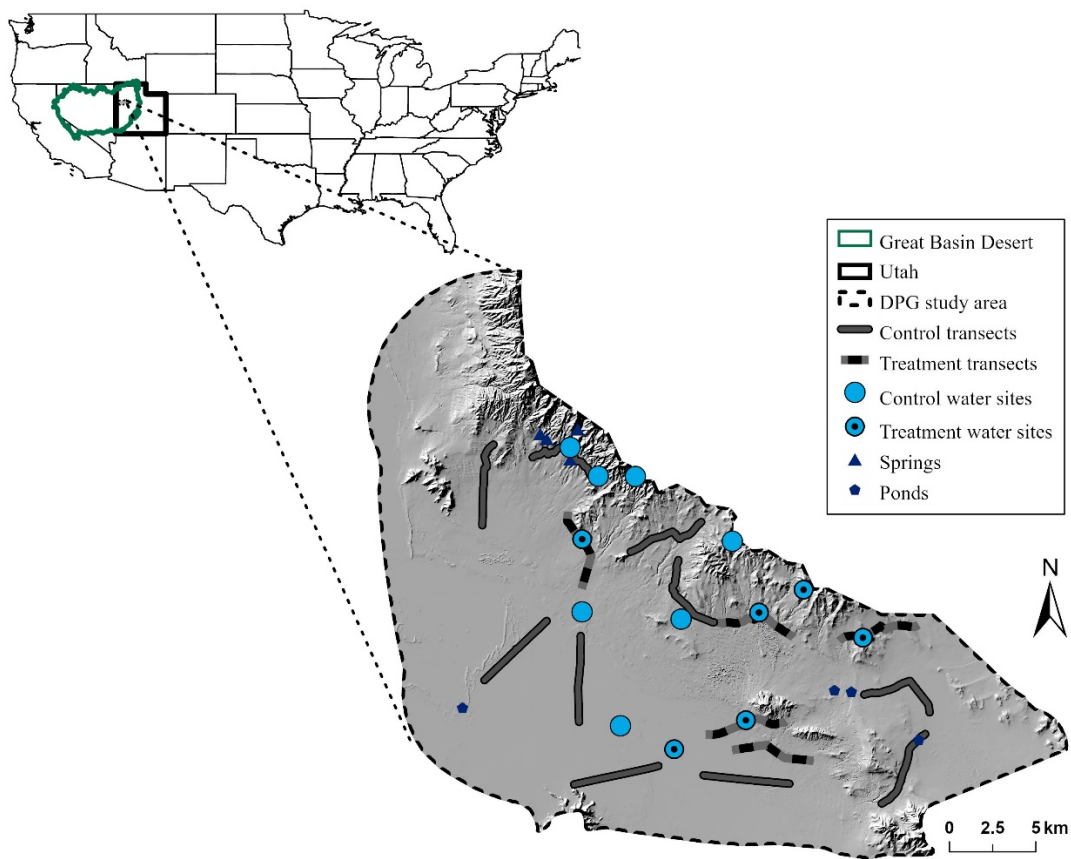 Great Basin Desert
Utah
DPG study area
Control transects
Treatment transects
Control water sites
Treatment water sites
Springs
Ponds
N
0 2.5 5 km